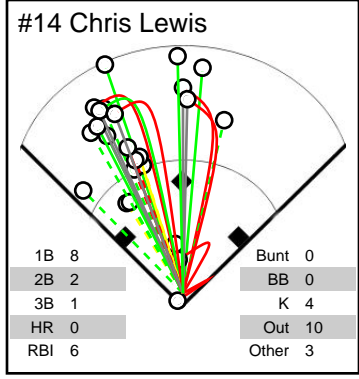 #14 Chris Lewis
1B 8 Bunt 0
2B 2 BB 0
3B 1 K 4
HR 0 Out 10
RBI 6 Other 3